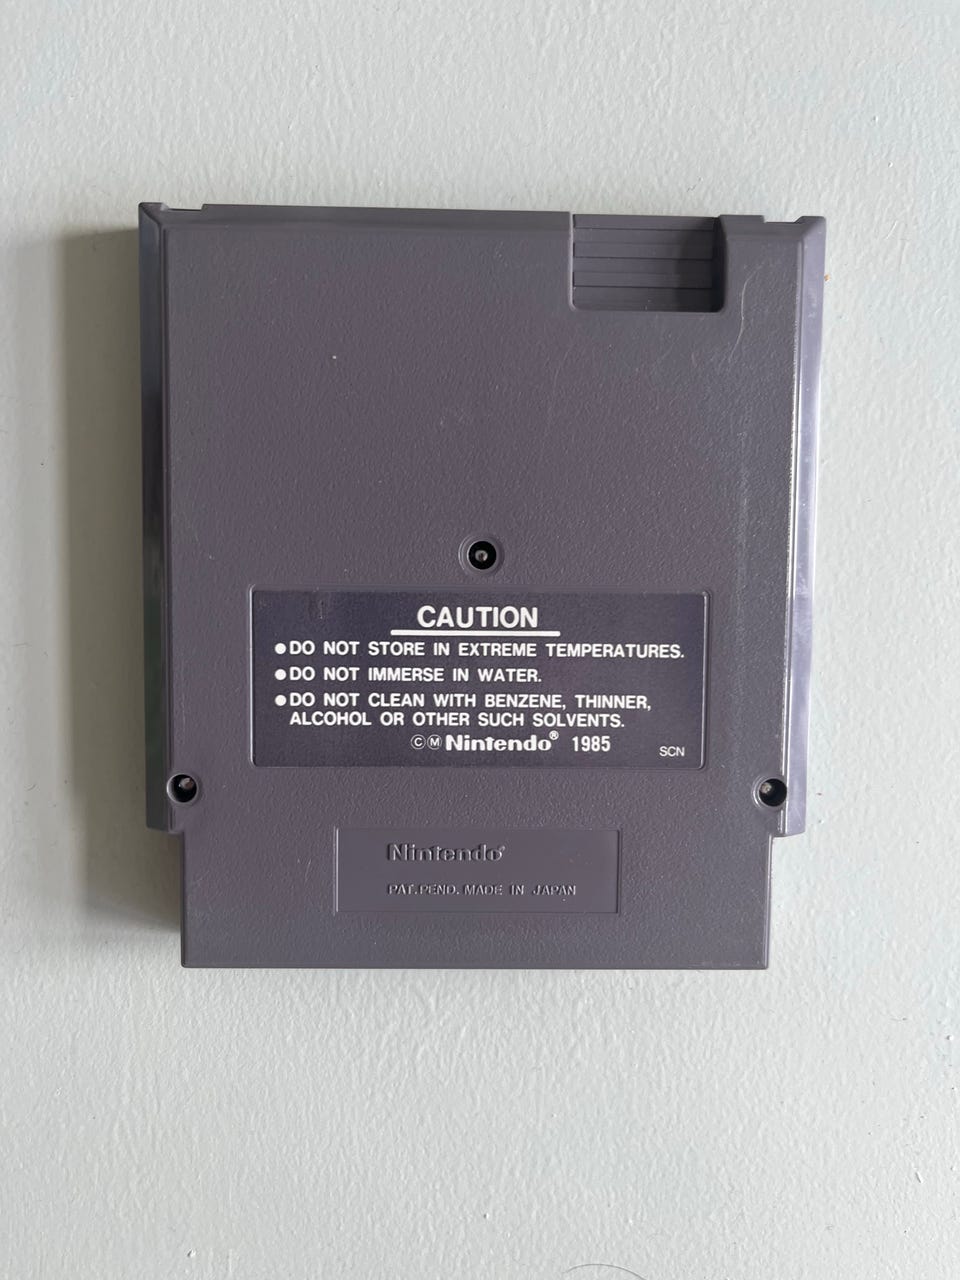 CAUTION
●DO NOT STORE IN EXTREME TEMPERATURES.
●DO NOT IMMERSE IN WATER.
●DO NOT CLEAN WITH BENZENE, THINNER,
ALCOHOL OR OTHER SUCH SOLVENTS.
ⒸⓂNintendo® 1985 SCN
Nintendo®
PAT.PEND. MADE IN JAPAN